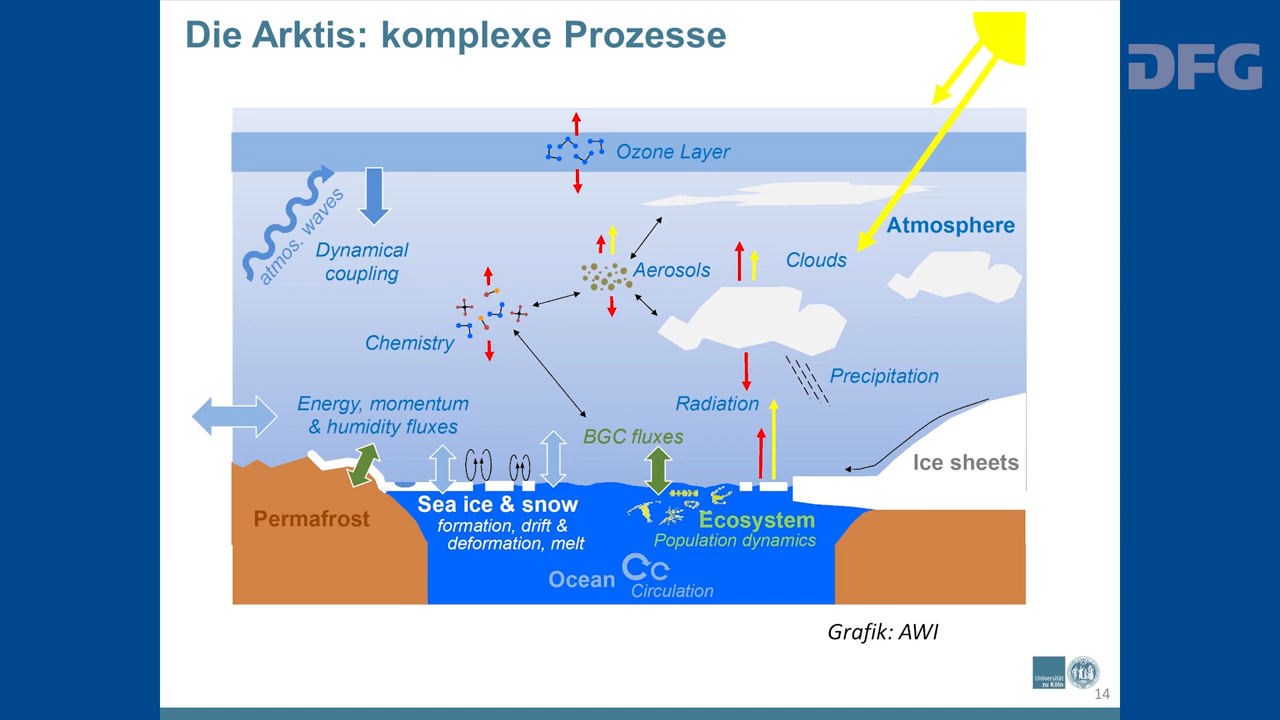 Die Arktis: komplexe Prozesse
DFG
Ozone Layer
atmos. waves
Dynamical
coupling
Atmosphere
Aerosols
Clouds
Chemistry
Precipitation
Energy, momentum
& humidity fluxes
Radiation
BGC fluxes
Ice sheets
Permafrost
Sea ice & snow
formation, drift &
deformation, melt
Ecosystem
Population dynamics
Ocean
Circulation
Grafik: AWI
Universität
zu Köln
14